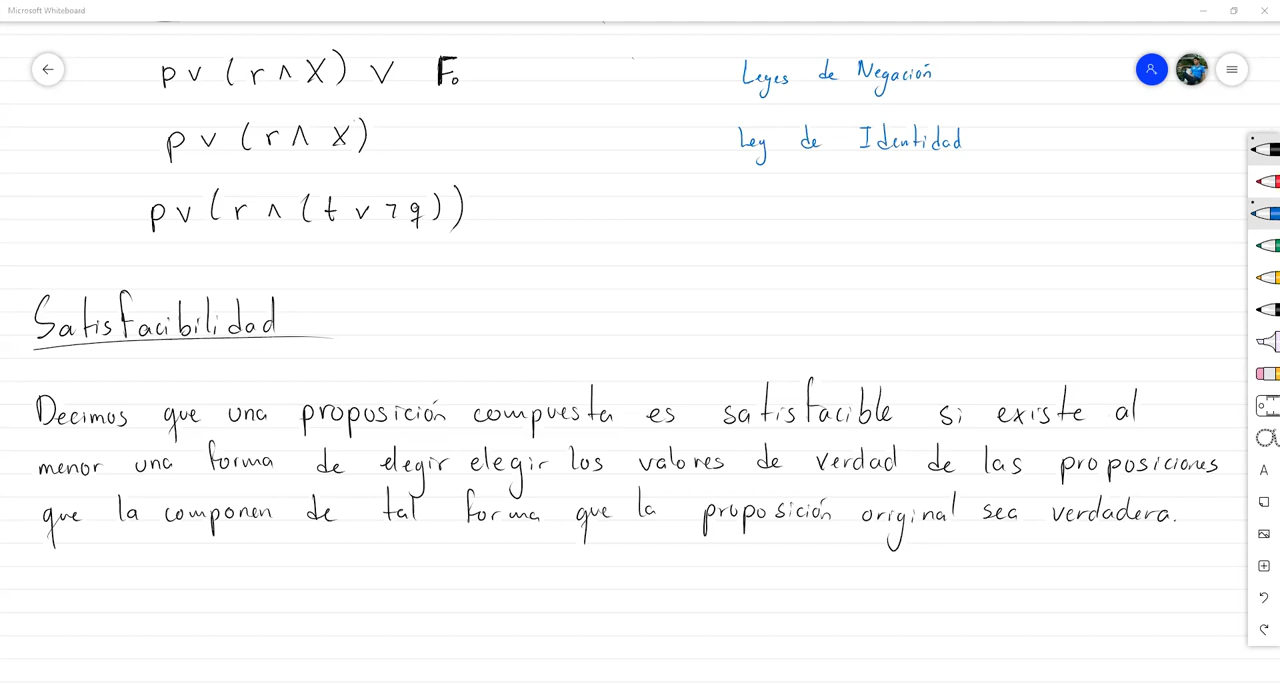 Microsoft Whiteboard
p ∨ (r ∧ X) ∨ F₀ Leyes de Negación
p ∨ (r ∧ X) Ley de Identidad
p ∨ (r ∧ (t ∨ ¬q))
Satisfacibilidad
Decimos que una proposición compuesta es satisfacible si existe al
menor una forma de elegir elegir los valores de verdad de las proposiciones
que la componen de tal forma que la proposición original sea verdadera.